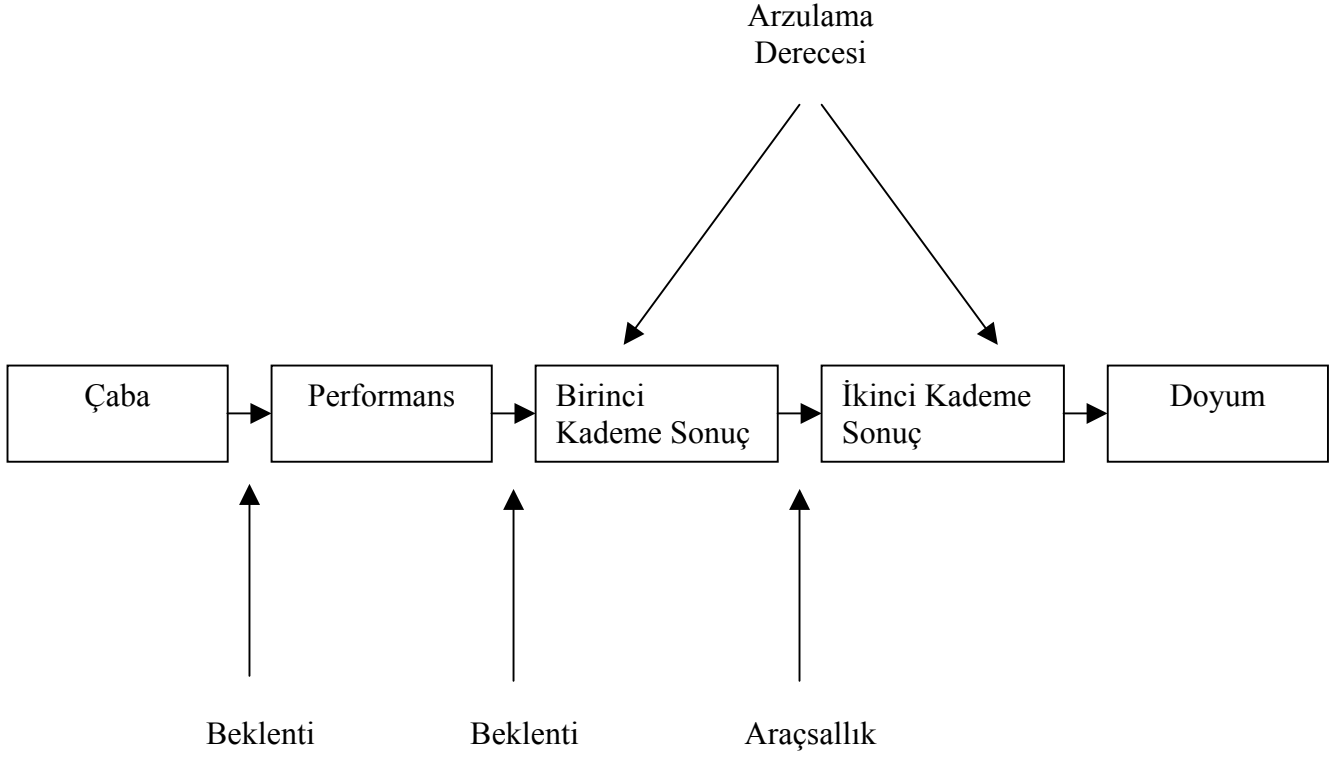 Arzulama
Derecesi
Çaba
Performans
Birinci
Kademe Sonuç
İkinci Kademe
Sonuç
Doyum
Beklenti
Beklenti
Araçsallık